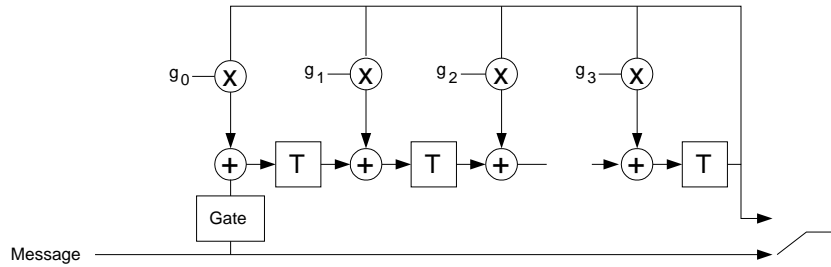 g0 X g1 X g2 X g3 X
+ T + T + + T
Gate
Message